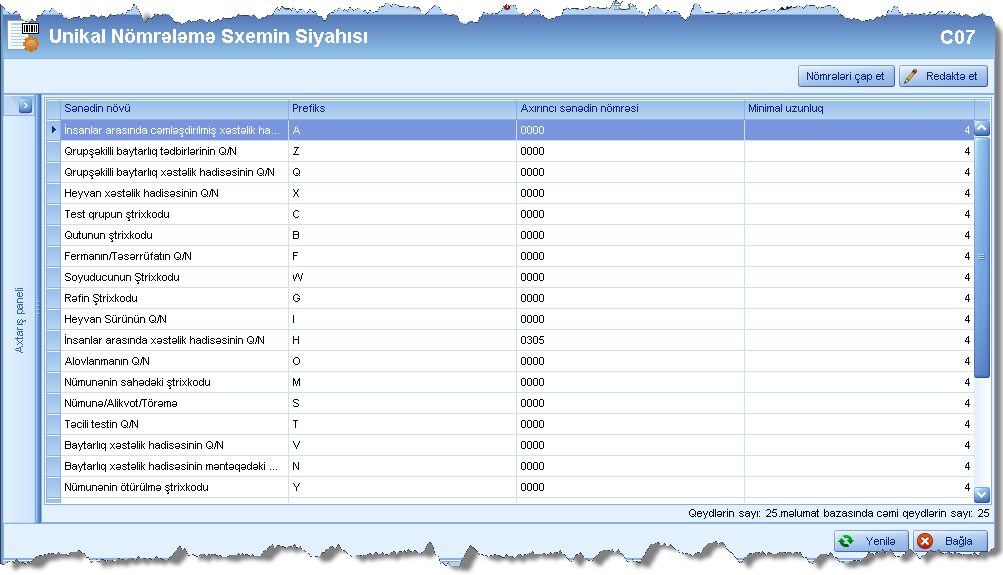 Unikal Nömrələmə Sxemin Siyahısı
C07
Nömrələri çap et
Redaktə et
Axtarış paneli
Sənədin növü Prefiks Axırıncı sənədin nömrəsi Minimal uzunluq
İnsanlar arasında cəmləşdirilmiş xəstəlik ha... A 0000 4
Qrupşəkilli baytarlıq tədbirlərinin Q/N Z 0000 4
Qrupşəkilli baytarlıq xəstəlik hadisəsinin Q/N Q 0000 4
Heyvan xəstəlik hadisəsinin Q/N X 0000 4
Test qrupun ştrixkodu C 0000 4
Qutunun ştrixkodu B 0000 4
Fermanın/Təsərrüfatın Q/N F 0000 4
Soyuducunun Ştrixkodu W 0000 4
Rəfin Ştrixkodu G 0000 4
Heyvan Sürünün Q/N I 0000 4
İnsanlar arasında xəstəlik hadisəsinin Q/N H 0305 4
Alovlanmanın Q/N O 0000 4
Nümunənin sahədəki ştrixkodu M 0000 4
Nümunə/Alikvot/Törəmə S 0000 4
Təcili testin Q/N T 0000 4
Baytarlıq xəstəlik hadisəsinin Q/N V 0000 4
Baytarlıq xəstəlik hadisəsinin məntəqədəki ... N 0000 4
Nümunənin ötürülmə ştrixkodu Y 0000 4
Qeydlərin sayı: 25.məlumat bazasında cəmi qeydlərin sayı: 25
Yenilə
Bağla